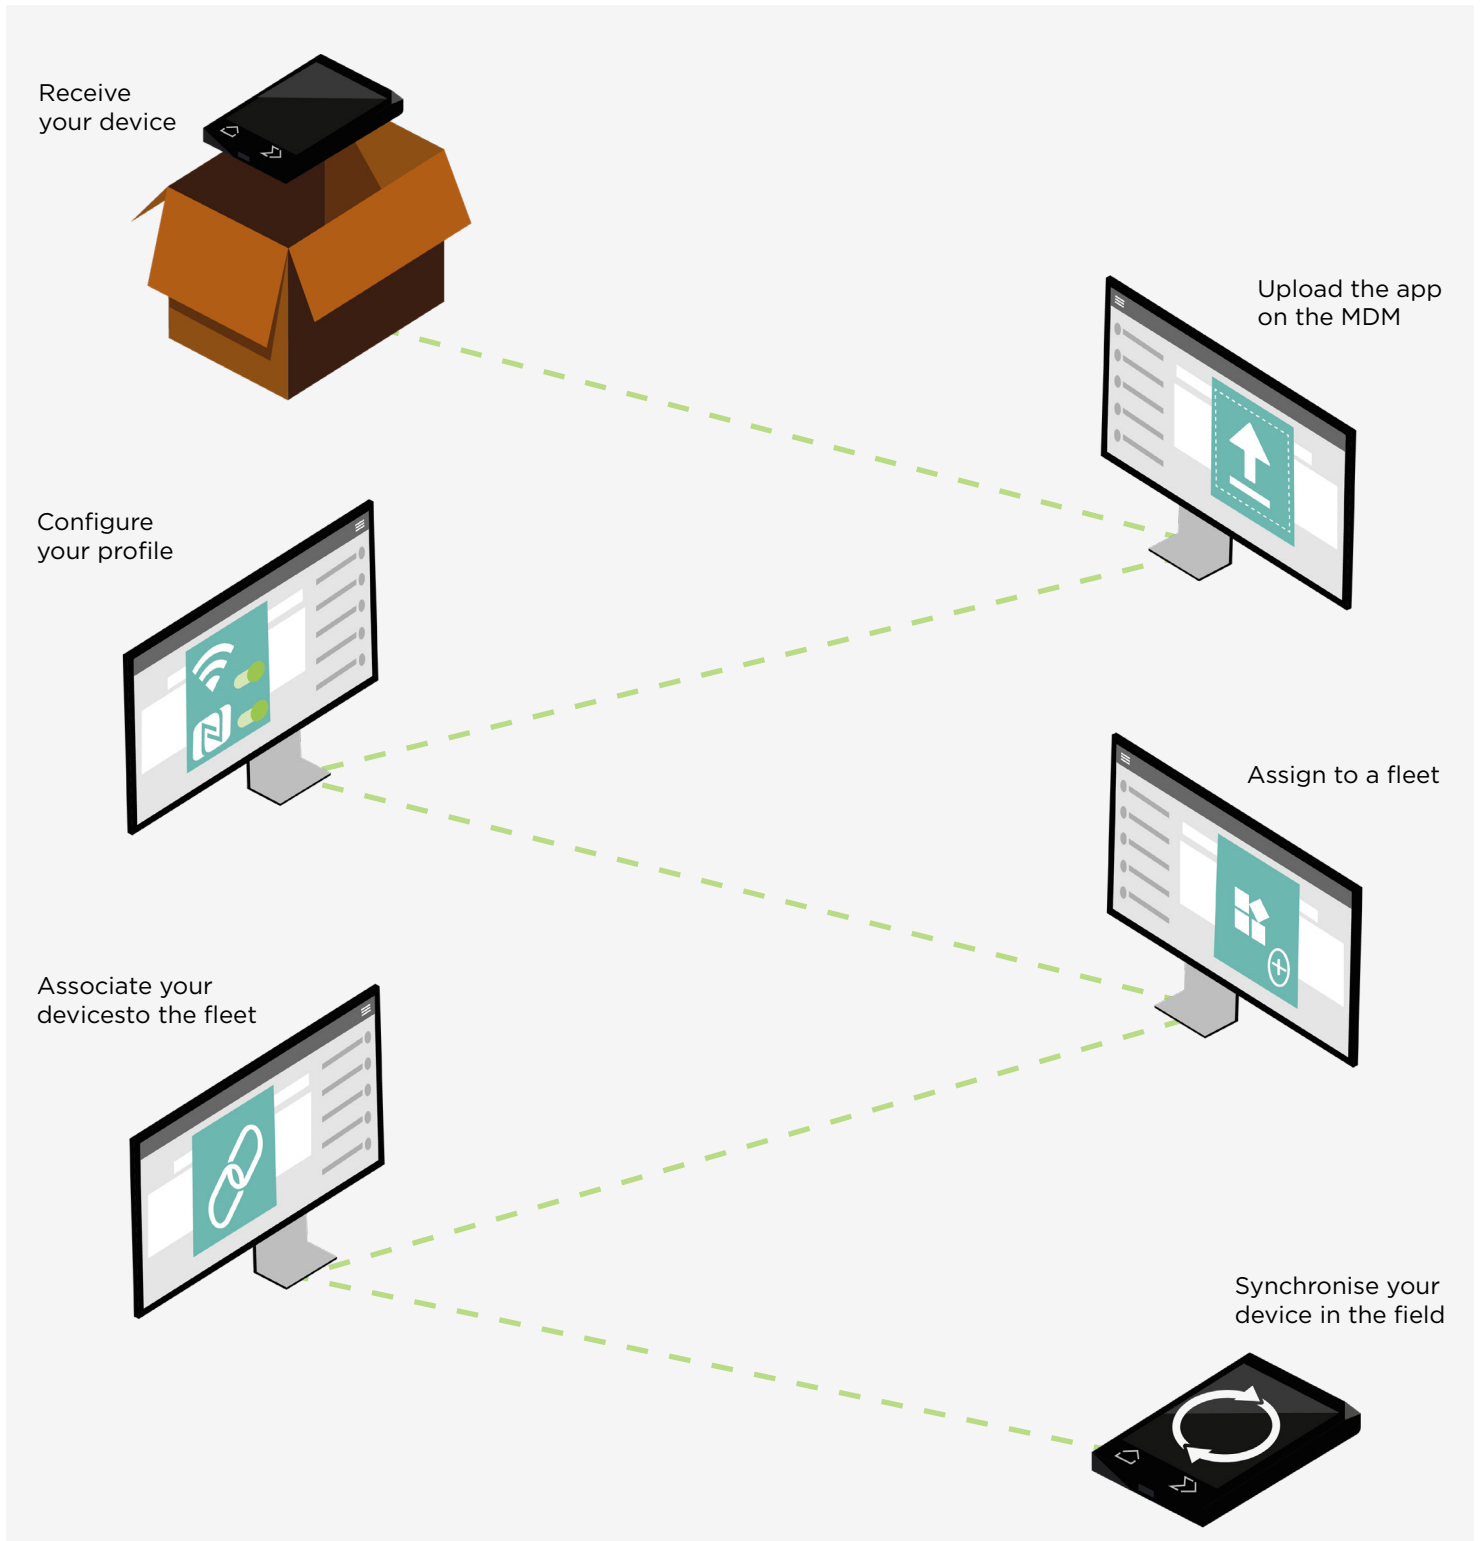 Receive
your device
Upload the app
on the MDM
Configure
your profile
Assign to a fleet
Associate your
devicesto the fleet
Synchronise your
device in the field